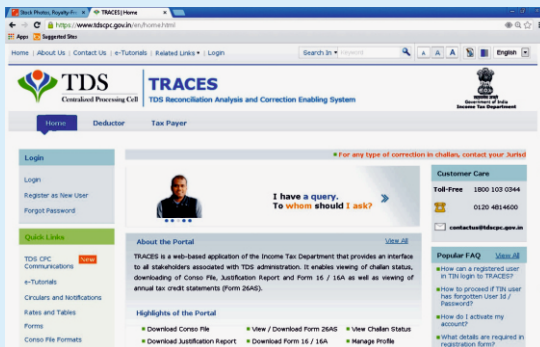 Stock Photos, Royalty-F
TRACES|Home
https://www.tdscpc.gov.in/en/home.html
Apps Suggested Sites
Home | About Us | Contact Us | e-Tutorials | Related Links | Login
Search In
English
TDS
Centralized Processing Cell
TRACES
TDS Reconciliation Analysis and Correction Enabling System
Government of India
Income Tax Department
Home Deductor Tax Payer
Login
Login
Register as New User
Forgot Password
Quick Links
TDS CPC Communications New
e-Tutorials
Circulars and Notifications
Rates and Tables
Forms
Conso File Formats
For any type of correction in challan, contact your Jurisd
I have a query.
To whom should I ask?
About the Portal View All
TRACES is a web-based application of the Income Tax Department that provides an interface
to all stakeholders associated with TDS administration. It enables viewing of challan status,
downloading of Conso File, Justification Report and Form 16 / 16A as well as viewing of
annual tax credit statements (Form 26AS).
Highlights of the Portal
Download Conso File View / Download Form 26AS View Challan Status
Download Justification Report Download Form 16 / 16A Manage Profile
Customer Care
Toll-Free 1800 103 0344
0120 4814600
contactus@tdscpc.gov.in
Popular FAQ View All
How can a registered user
in TIN login to TRACES?
How to proceed if TIN user
has forgotten User Id /
Password?
How do I activate my
account?
What details are required in
registration form?